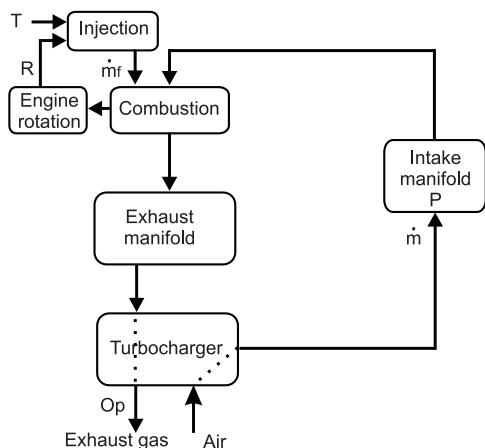 T
Injection
R
ṁf
Engine
rotation
Combustion
Intake
manifold
P
Exhaust
manifold
ṁ
Turbocharger
Op
Exhaust gas
Air